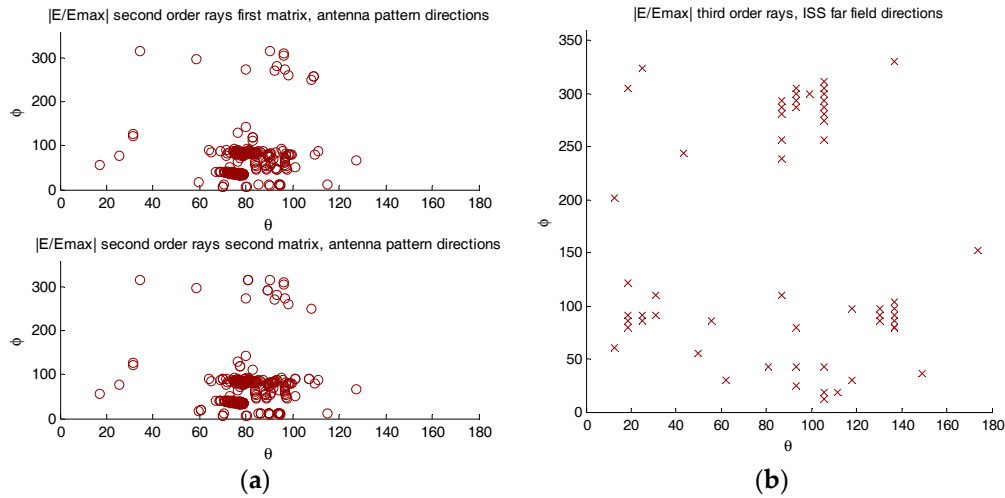 |E/Emax| second order rays first matrix, antenna pattern directions
300
200
100
0
ϕ
0 20 40 60 80 100 120 140 160 180
θ
|E/Emax| second order rays second matrix, antenna pattern directions
300
200
100
0
ϕ
0 20 40 60 80 100 120 140 160 180
θ
(a)
|E/Emax| third order rays, ISS far field directions
350
300
250
200
150
100
50
0
ϕ
0 20 40 60 80 100 120 140 160 180
θ
(b)